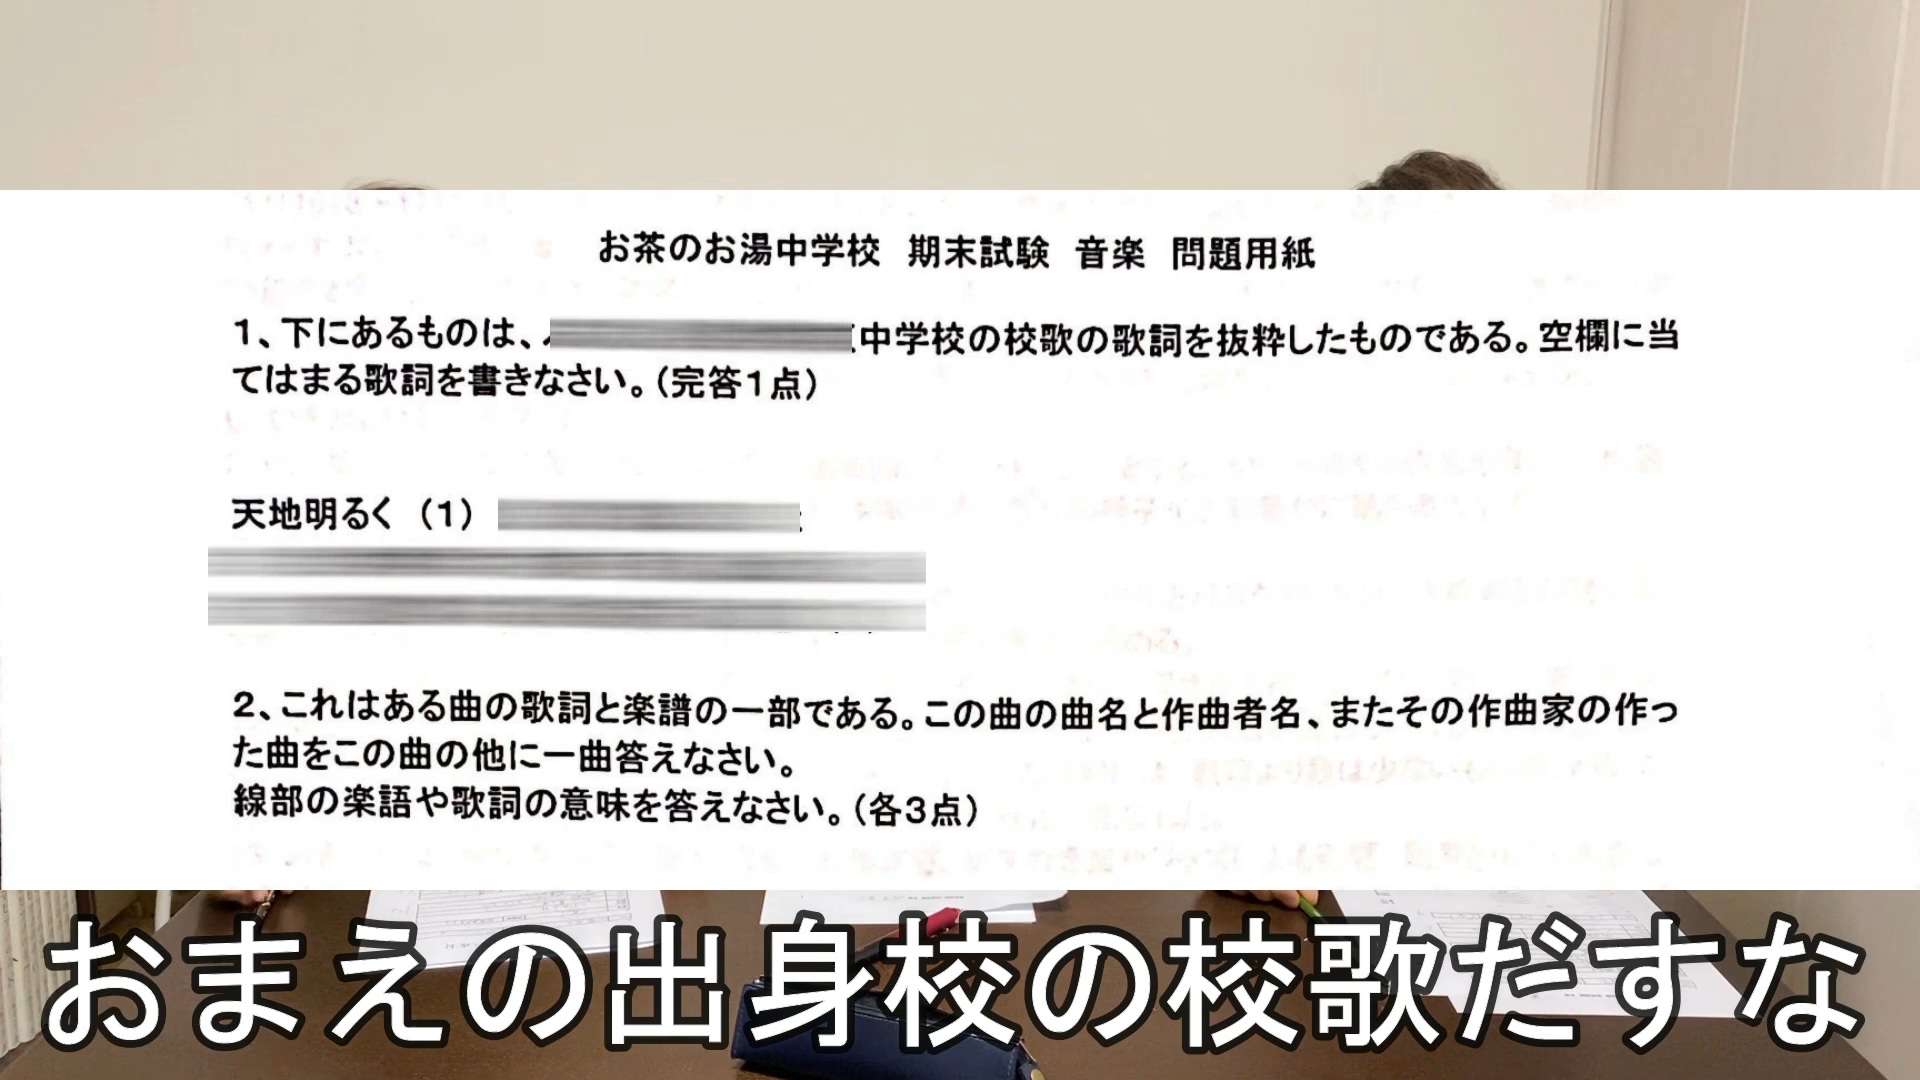 お茶のお湯中学校 期末試験 音楽 問題用紙
1、下にあるものは、
中学校の校歌の歌詞を抜粋したものである。空欄に当
てはまる歌詞を書きなさい。(完答1点)
天地明るく (1)
2、これはある曲の歌詞と楽譜の一部である。この曲の曲名と作曲者名、またその作曲家の作っ
た曲をこの曲の他に一曲答えなさい。
線部の楽語や歌詞の意味を答えなさい。(各3点)
おまえの出身校の校歌だすな